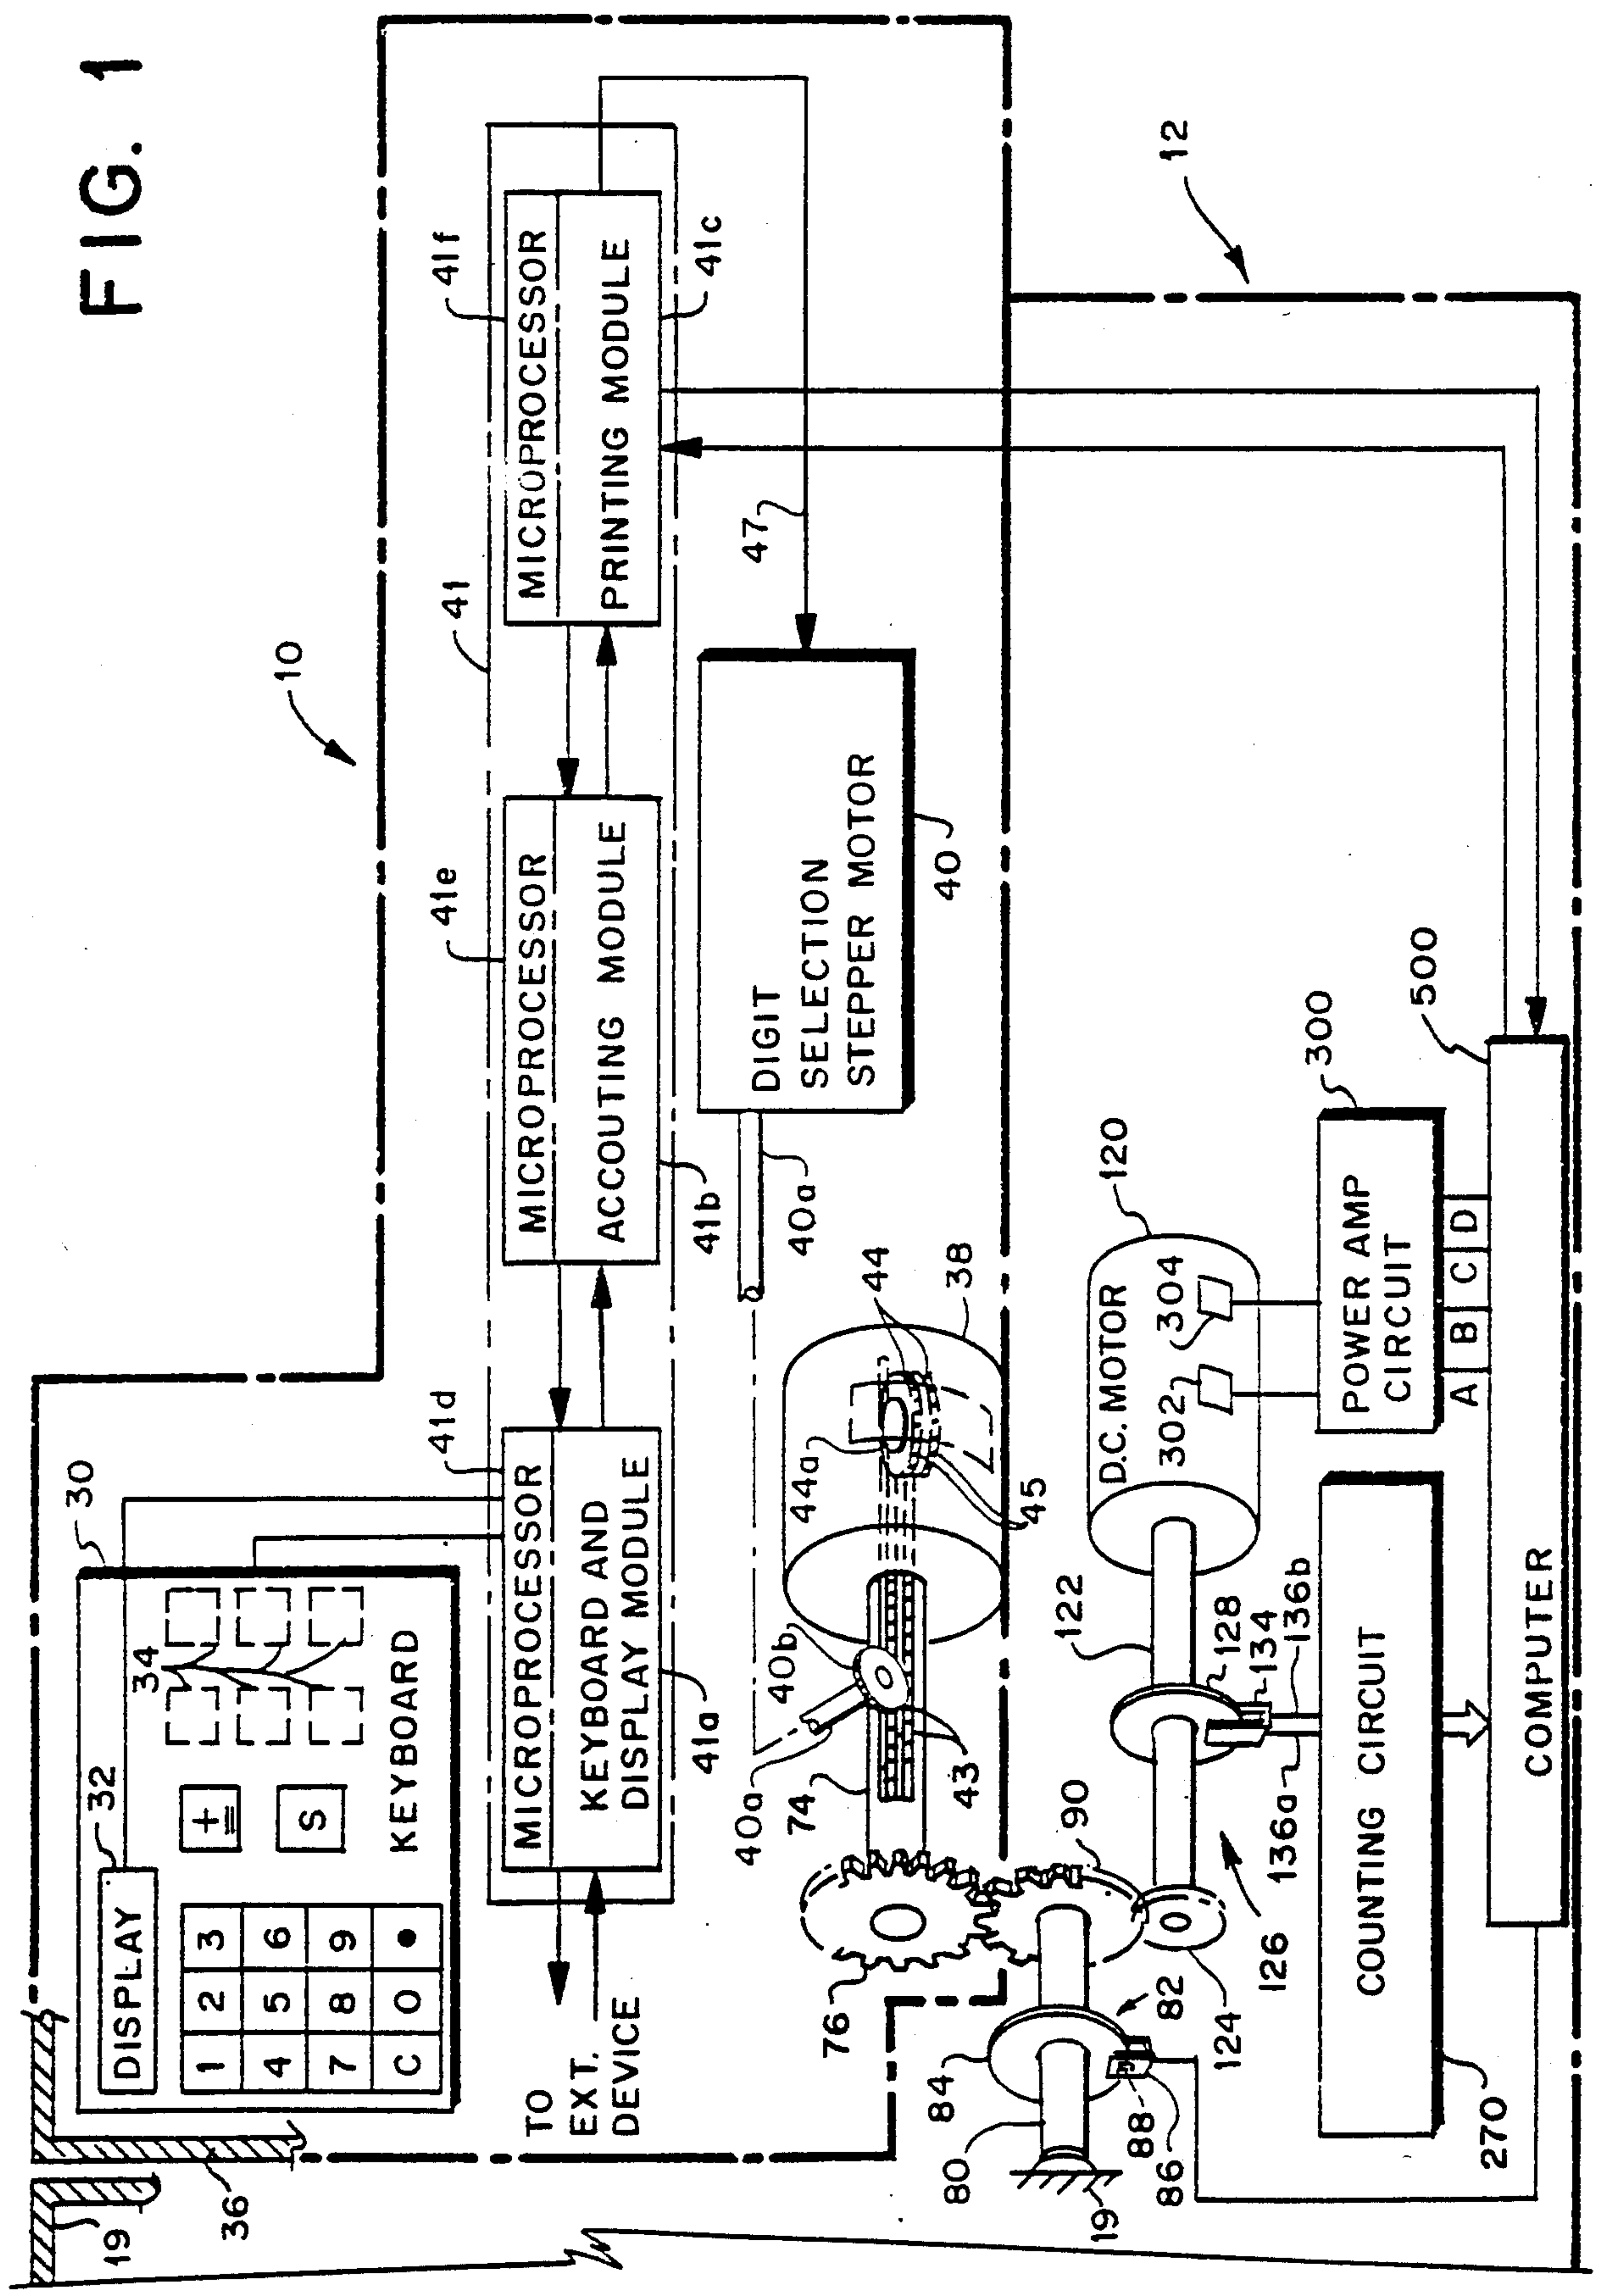 FIG. 1
10
12
19
36
30
32
DISPLAY
34
1 2 3
4 5 6
7 8 9
C 0 •
±
S
KEYBOARD
TO
EXT.
DEVICE
41
41d
MICROPROCESSOR
KEYBOARD AND
DISPLAY MODULE
41a
41e
MICROPROCESSOR
ACCOUTING MODULE
41b
41f
MICROPROCESSOR
PRINTING MODULE
41c
47
DIGIT
SELECTION
STEPPER MOTOR
40
40a
40a
40b
74
43
44a
44
45
38
76
90
80
84
82
88
86
19
124
126
122
128
134
136a
136b
D.C. MOTOR
120
302
304
POWER AMP
CIRCUIT
300
A B C D
COUNTING CIRCUIT
270
COMPUTER
500